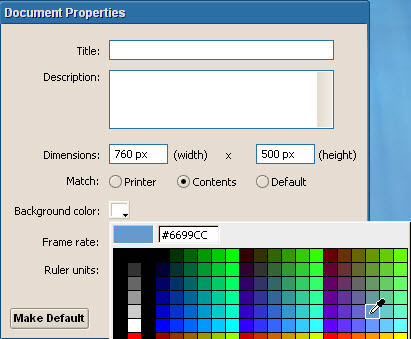 Document Properties
Title:
Description:
Dimensions: 760 px (width) x 500 px (height)
Match: Printer Contents Default
Background color:
#6699CC
Frame rate:
Ruler units:
Make Default